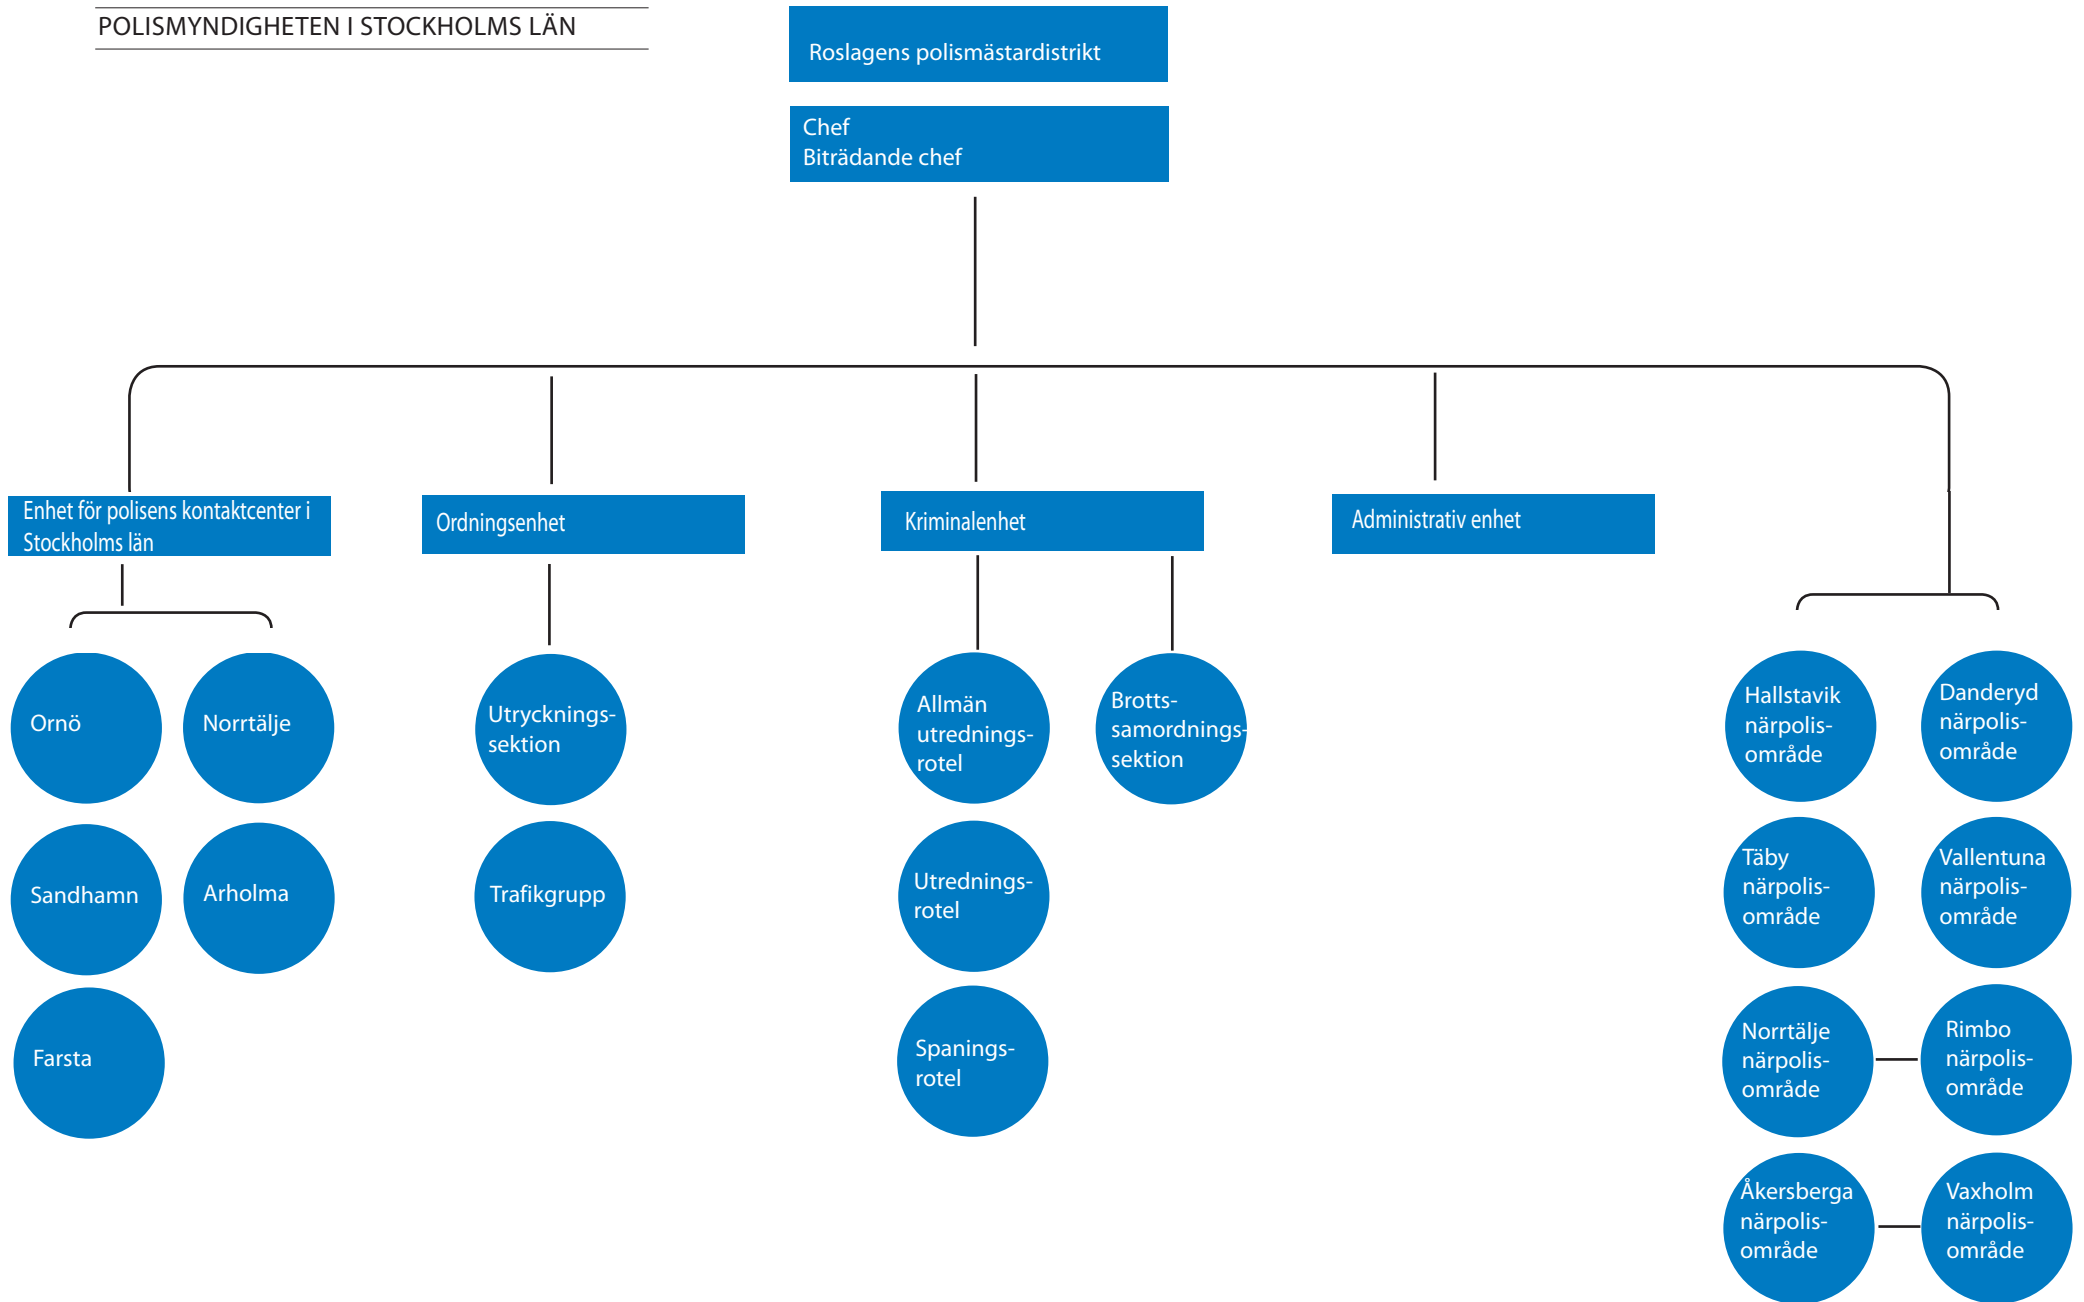 POLISMYNDIGHETEN I STOCKHOLMS LÄN
Roslagens polismästardistrikt
Chef
Biträdande chef
Enhet för polisens kontaktcenter i
Stockholms län
Ordningsenhet
Kriminalenhet
Administrativ enhet
Ornö
Norrtälje
Sandhamn
Arholma
Farsta
Utrycknings-
sektion
Trafikgrupp
Allmän
utrednings-
rotel
Brotts-
samordnings-
sektion
Utrednings-
rotel
Spanings-
rotel
Hallstavik
närpolis-
område
Danderyd
närpolis-
område
Täby
närpolis-
område
Vallentuna
närpolis-
område
Norrtälje
närpolis-
område
Rimbo
närpolis-
område
Åkersberga
närpolis-
område
Vaxholm
närpolis-
område